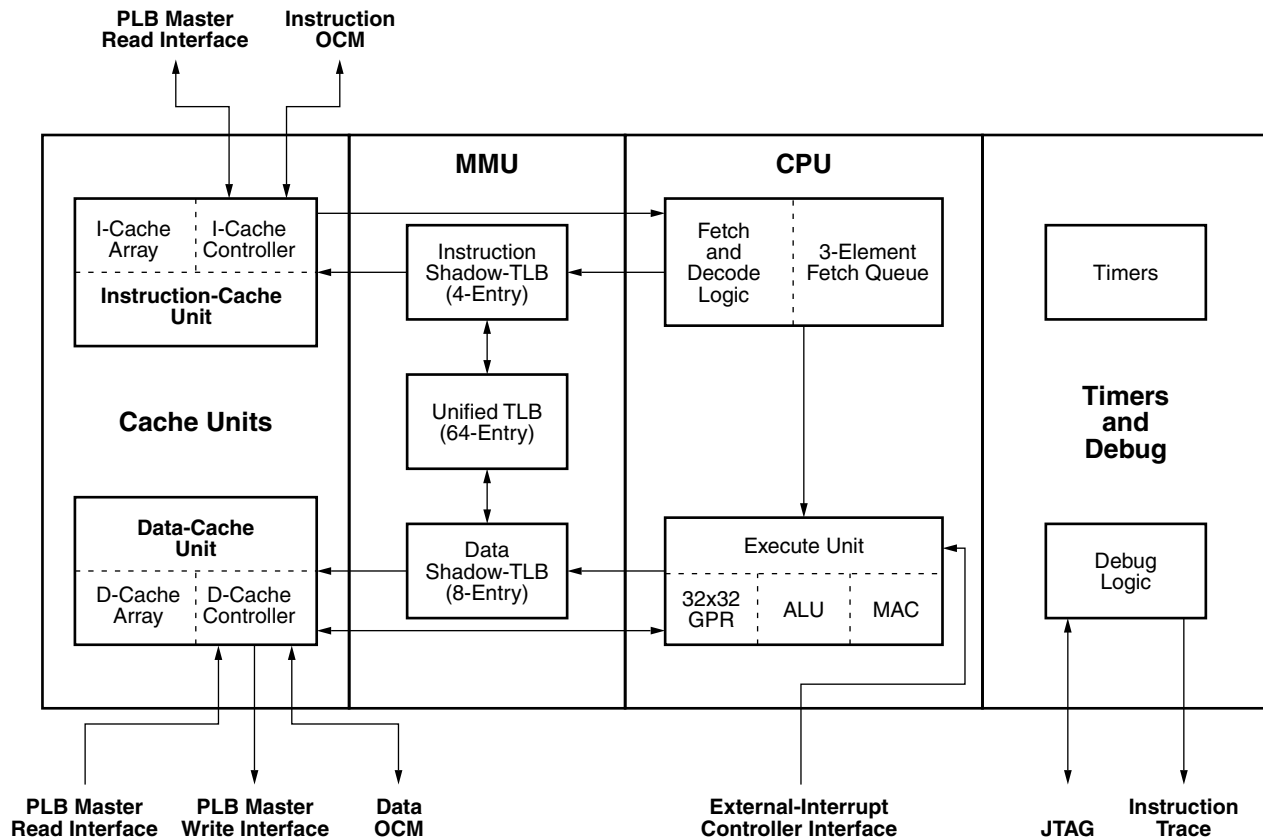 PLB Master
Read Interface
Instruction
OCM
MMU
CPU
I-Cache
Array
I-Cache
Controller
Instruction-Cache
Unit
Instruction
Shadow-TLB
(4-Entry)
Fetch
and
Decode
Logic
3-Element
Fetch Queue
Timers
Cache Units
Unified TLB
(64-Entry)
Timers
and
Debug
Data-Cache
Unit
D-Cache
Array
D-Cache
Controller
Data
Shadow-TLB
(8-Entry)
Execute Unit
32x32
GPR
ALU
MAC
Debug
Logic
PLB Master
Read Interface
PLB Master
Write Interface
Data
OCM
External-Interrupt
Controller Interface
JTAG
Instruction
Trace